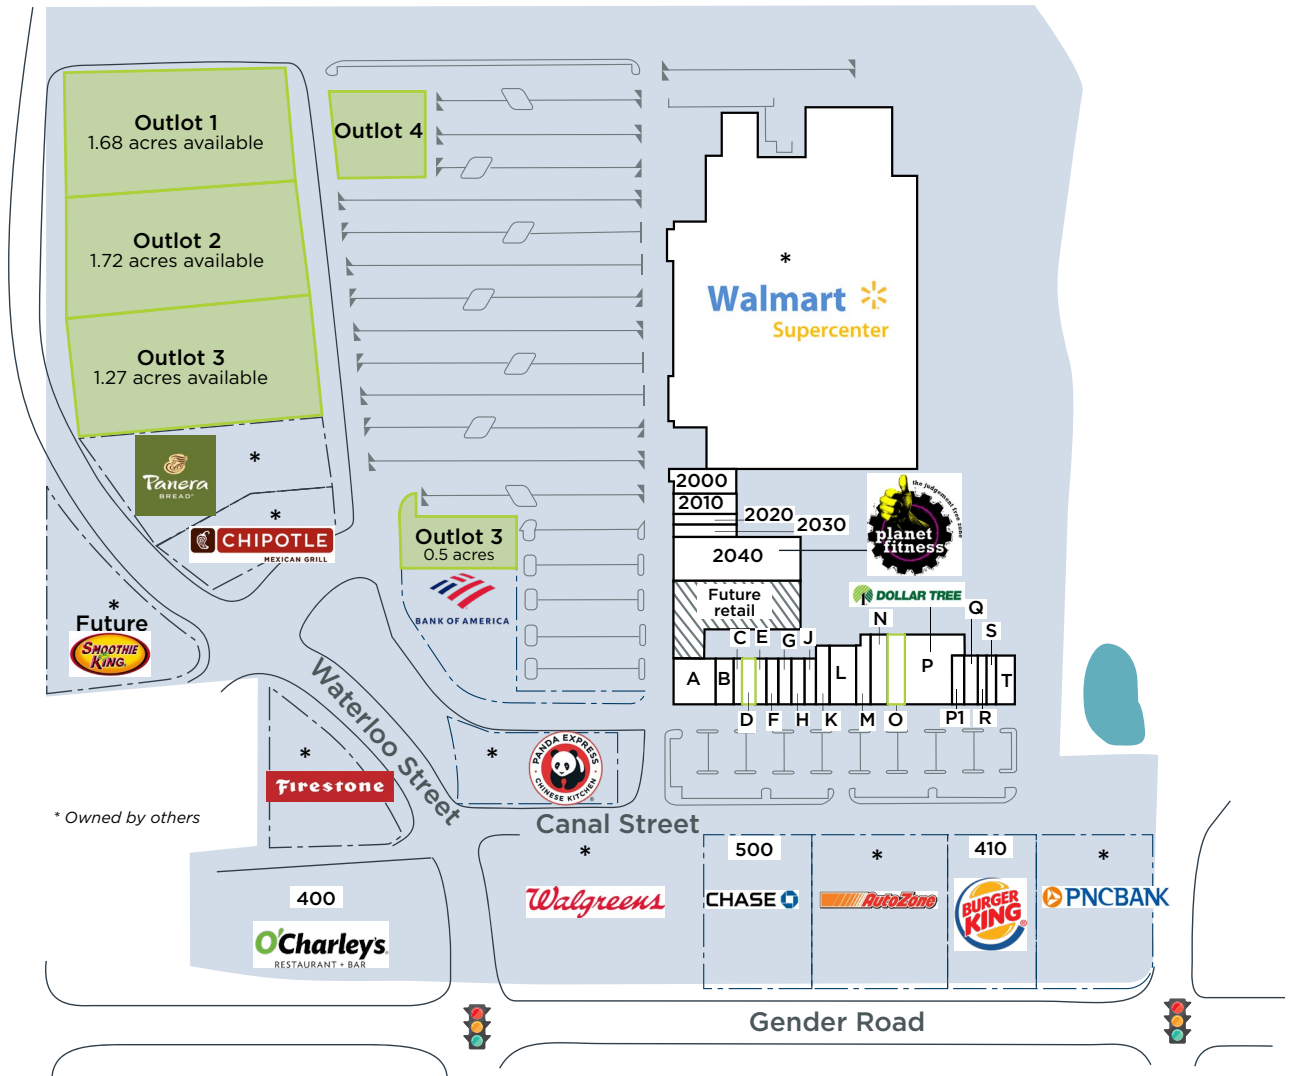 Outlot 1
1.68 acres available
Outlot 4
Outlot 2
1.72 acres available
Outlot 3
1.27 acres available
*
Walmart
Supercenter
*
Panera
BREAD®
*
CHIPOTLE
MEXICAN GRILL
2000
2010
2020
2030
2040
the judgement free zone
planet
fitness®
Outlot 3
0.5 acres
BANK OF AMERICA
Future
retail
DOLLAR TREE
*
Future
SMOOTHIE
KING
C E G J N Q S
A B L P T
D F H K M O P1 R
Waterloo Street
*
Firestone
*
PANDA EXPRESS
CHINESE KITCHEN
®
* Owned by others
Canal Street
*
Walgreens
500
CHASE
*
AutoZone
410
BURGER
KING
®
*
PNCBANK
400
O'Charley's
RESTAURANT + BAR
Gender Road